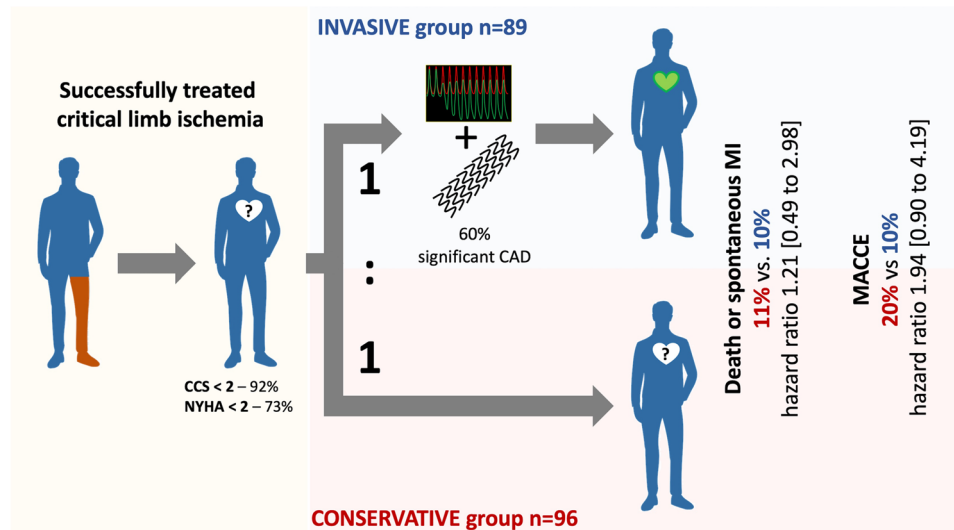 INVASIVE group n=89
Successfully treated
critical limb ischemia
?
CCS < 2 – 92%
NYHA < 2 – 73%
1
:
1
+
60%
significant CAD
?
Death or spontaneous MI
11% vs. 10%
hazard ratio 1.21 [0.49 to 2.98]
MACCE
20% vs 10%
hazard ratio 1.94 [0.90 to 4.19]
CONSERVATIVE group n=96